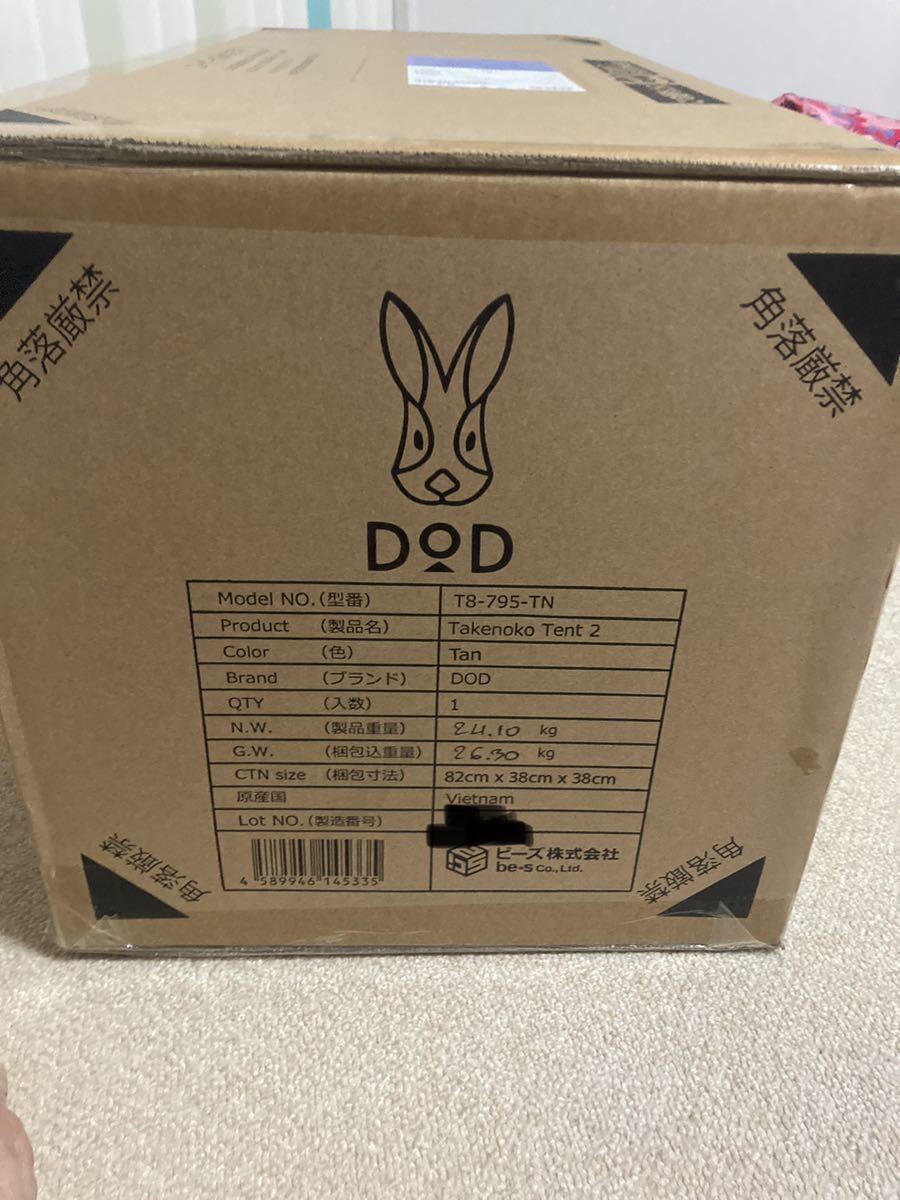 角落厳禁
角落厳禁
DOD
Model NO.(型番) T8-795-TN
Product (製品名) Takenoko Tent 2
Color (色) Tan
Brand (ブランド) DOD
QTY (入数) 1
N.W. (製品重量) 24.10 kg
G.W. (梱包込重量) 26.30 kg
CTN size (梱包寸法) 82cm x 38cm x 38cm
原産国 Vietnam
Lot NO.(製造番号)
4 589946 145335
ビーズ株式会社
be-s Co., Ltd.
角落厳禁
角落厳禁